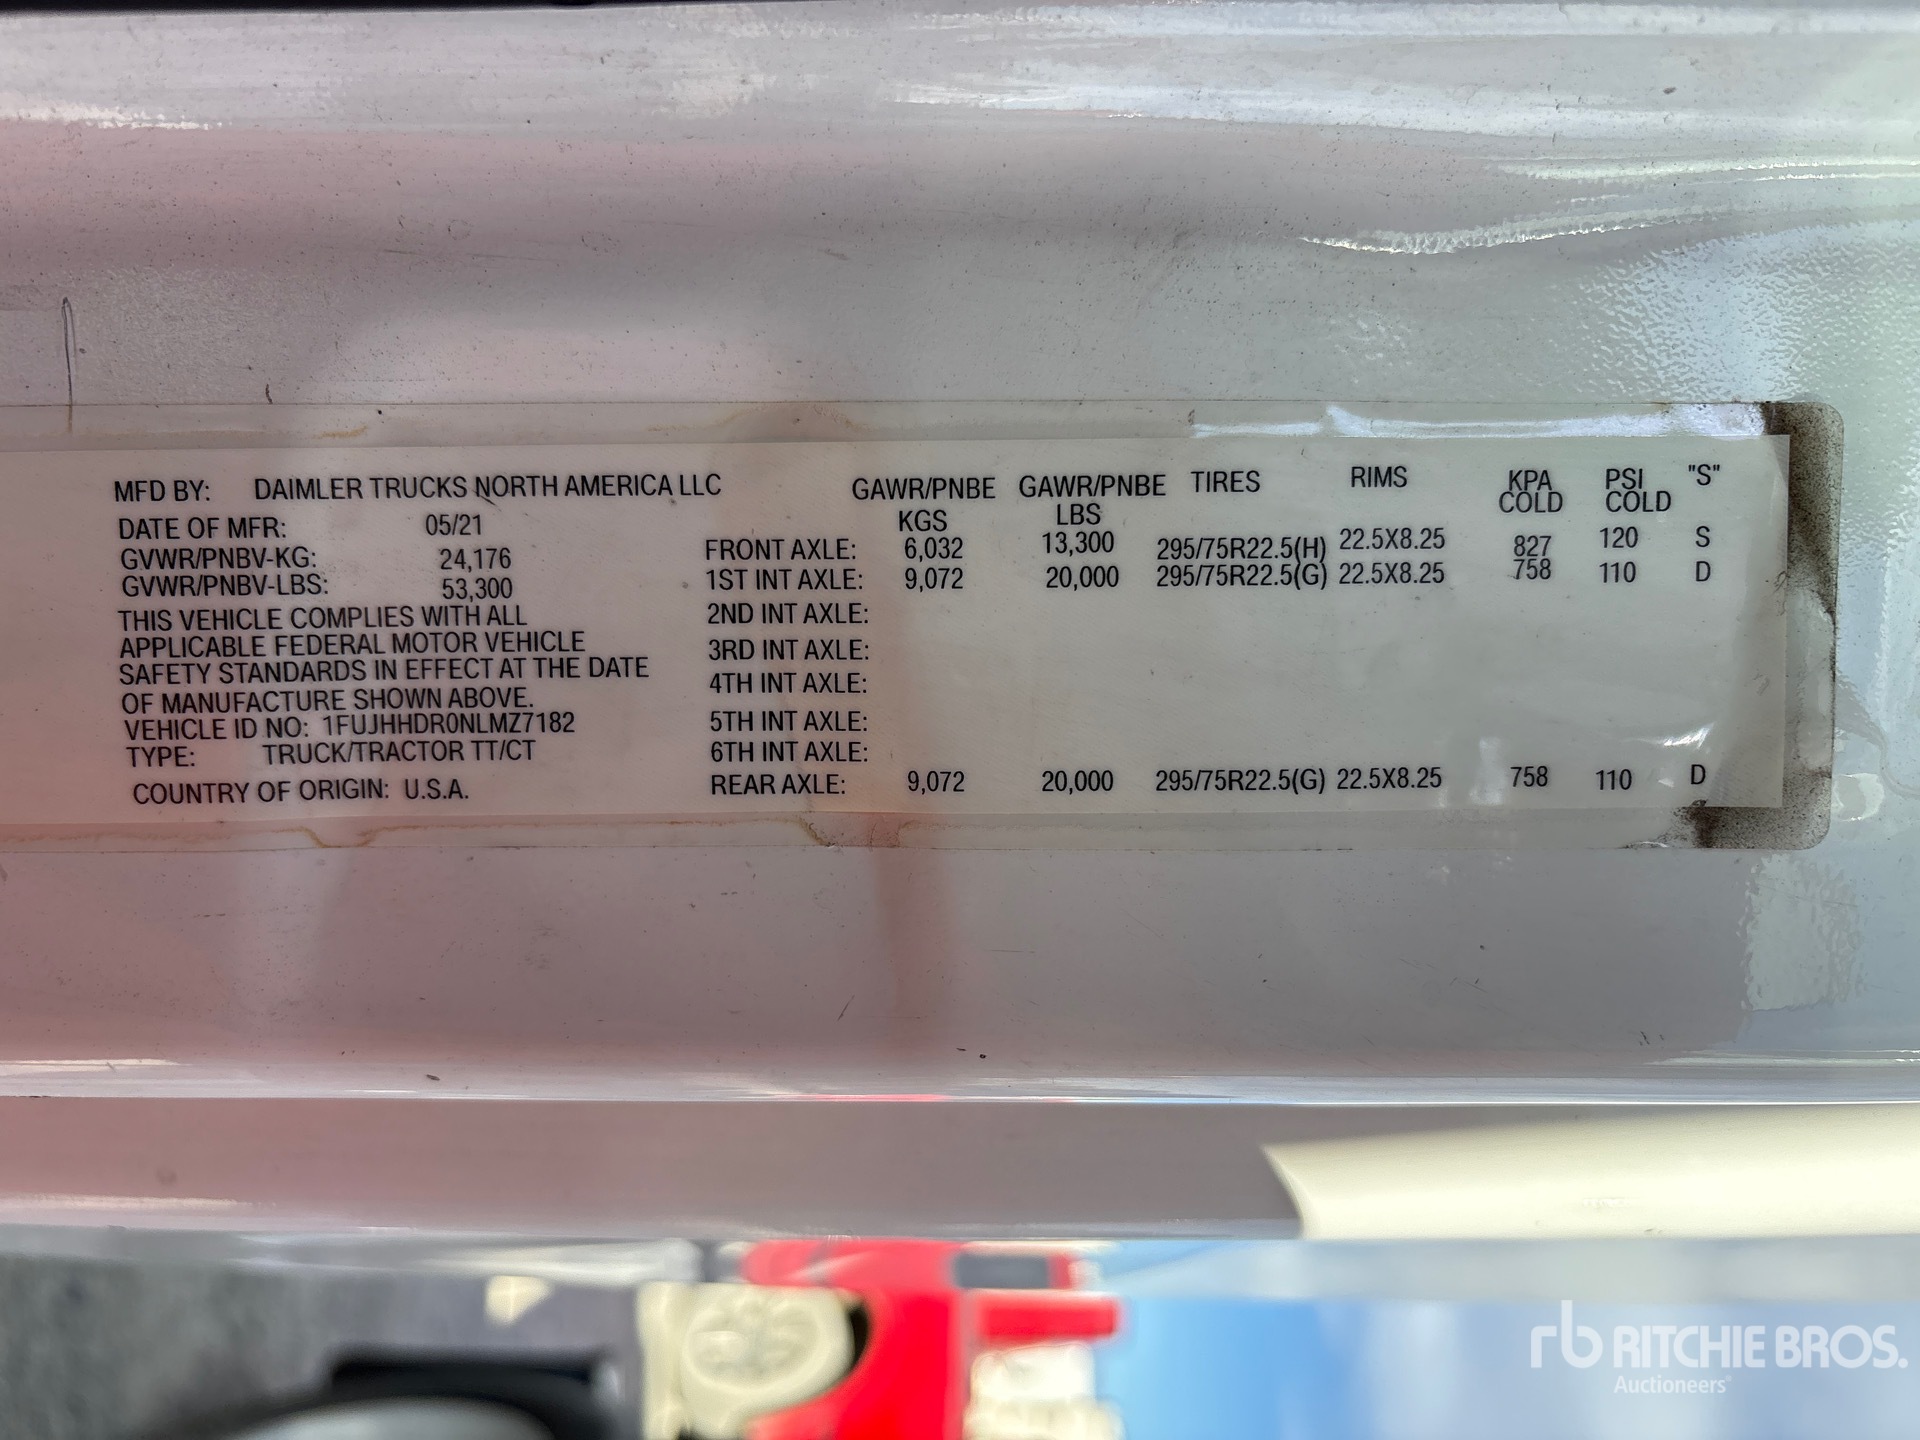 MFD BY: DAIMLER TRUCKS NORTH AMERICA LLC
DATE OF MFR: 05/21
GVWR/PNBV-KG: 24,176
GVWR/PNBV-LBS: 53,300
THIS VEHICLE COMPLIES WITH ALL
APPLICABLE FEDERAL MOTOR VEHICLE
SAFETY STANDARDS IN EFFECT AT THE DATE
OF MANUFACTURE SHOWN ABOVE.
VEHICLE ID NO: 1FUJHHDR0NLMZ7182
TYPE: TRUCK/TRACTOR TT/CT
COUNTRY OF ORIGIN: U.S.A.
GAWR/PNBE GAWR/PNBE TIRES RIMS KPA PSI "S"
KGS LBS COLD COLD
FRONT AXLE: 6,032 13,300 295/75R22.5(H) 22.5X8.25 827 120 S
1ST INT AXLE: 9,072 20,000 295/75R22.5(G) 22.5X8.25 758 110 D
2ND INT AXLE:
3RD INT AXLE:
4TH INT AXLE:
5TH INT AXLE:
6TH INT AXLE:
REAR AXLE: 9,072 20,000 295/75R22.5(G) 22.5X8.25 758 110 D
rb RITCHIE BROS.
Auctioneers